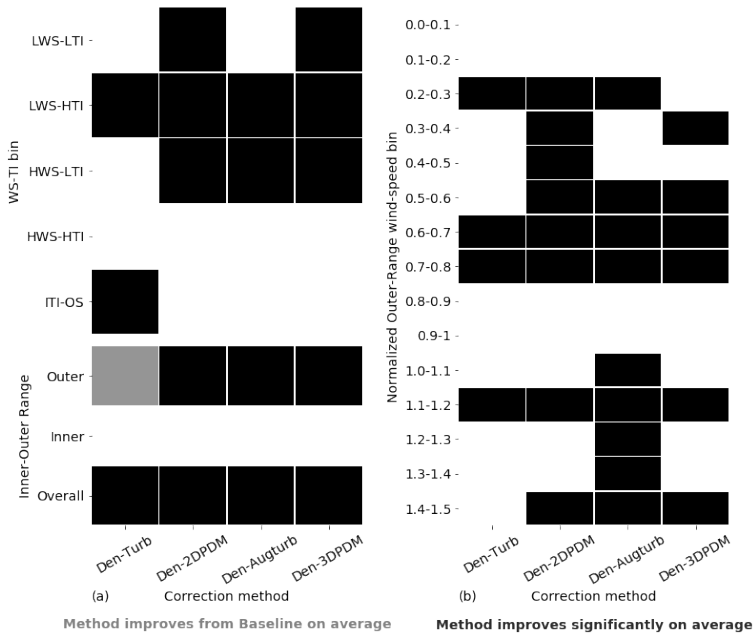 LWS-LTI
LWS-HTI
HWS-LTI
HWS-HTI
ITI-OS
WS-TI bin
Outer
Inner
Overall
Inner-Outer Range
Den-Turb
Den-2DPDM
Den-Augturb
Den-3DPDM
(a)
Correction method
Method improves from Baseline on average
0.0-0.1
0.1-0.2
0.2-0.3
0.3-0.4
0.4-0.5
0.5-0.6
0.6-0.7
0.7-0.8
0.8-0.9
0.9-1
1.0-1.1
1.1-1.2
1.2-1.3
1.3-1.4
1.4-1.5
Normalized Outer-Range wind-speed bin
Den-Turb
Den-2DPDM
Den-Augturb
Den-3DPDM
(b)
Correction method
Method improves significantly on average